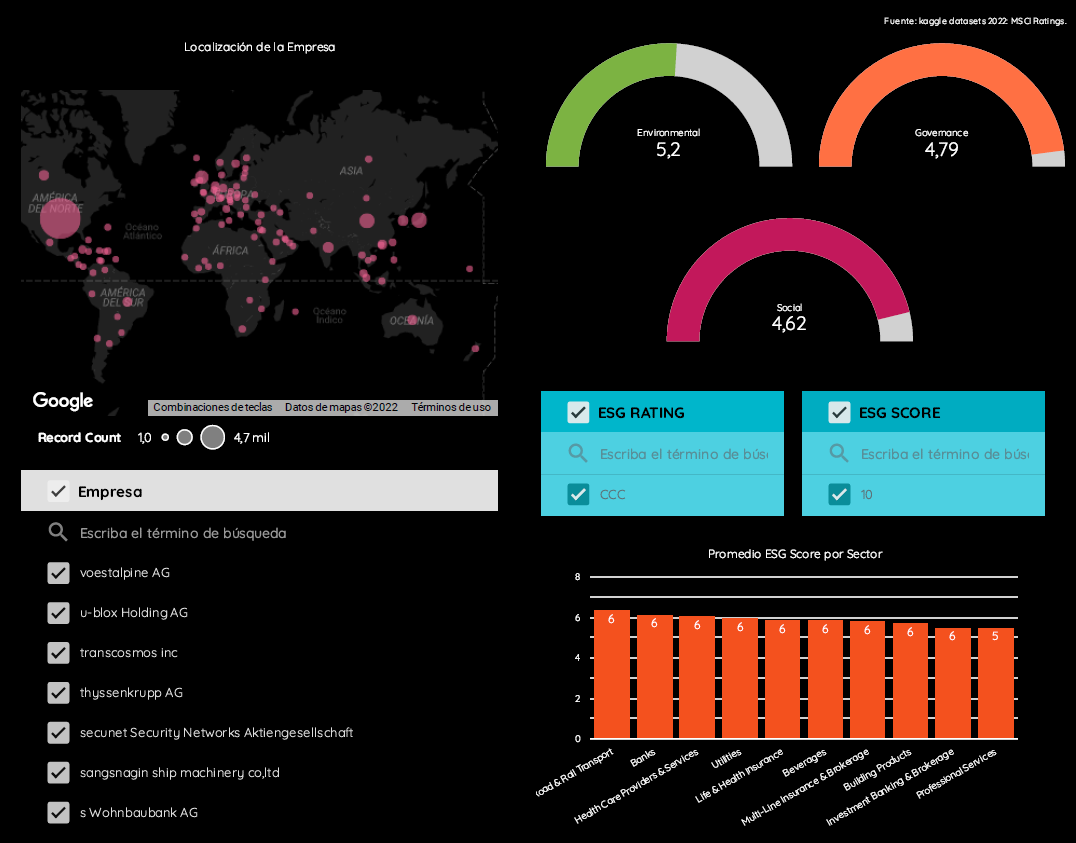 Fuente: kaggle datasets 2022: MSCI Ratings.
Localización de la Empresa
AMÉRICA
DEL NORTE
Océano
Atlántico
ASIA
ÁFRICA
AMÉRICA
DEL SUR
Océano
Índico
OCEANÍA
Google
Combinaciones de teclas Datos de mapas ©2022 Términos de uso
Record Count 1,0 4,7 mil
Environmental
5,2
Governance
4,79
Social
4,62
Empresa
Escriba el término de búsqueda
voestalpine AG
u-blox Holding AG
transcosmos inc
thyssenkrupp AG
secunet Security Networks Aktiengesellschaft
sangsnagin ship machinery co,ltd
s Wohnbaubank AG
ESG RATING
Escriba el término de búsq
CCC
ESG SCORE
Escriba el término de búsq
10
Promedio ESG Score por Sector
8
6
4
2
0
6 6 6 6 6 6 6 6 6 5
oad & Rail Transport
Banks
Health Care Providers & Services
Utilities
Life & Health Insurance
Beverages
Multi-Line Insurance & Brokerage
Building Products
Investment Banking & Brokerage
Professional Services